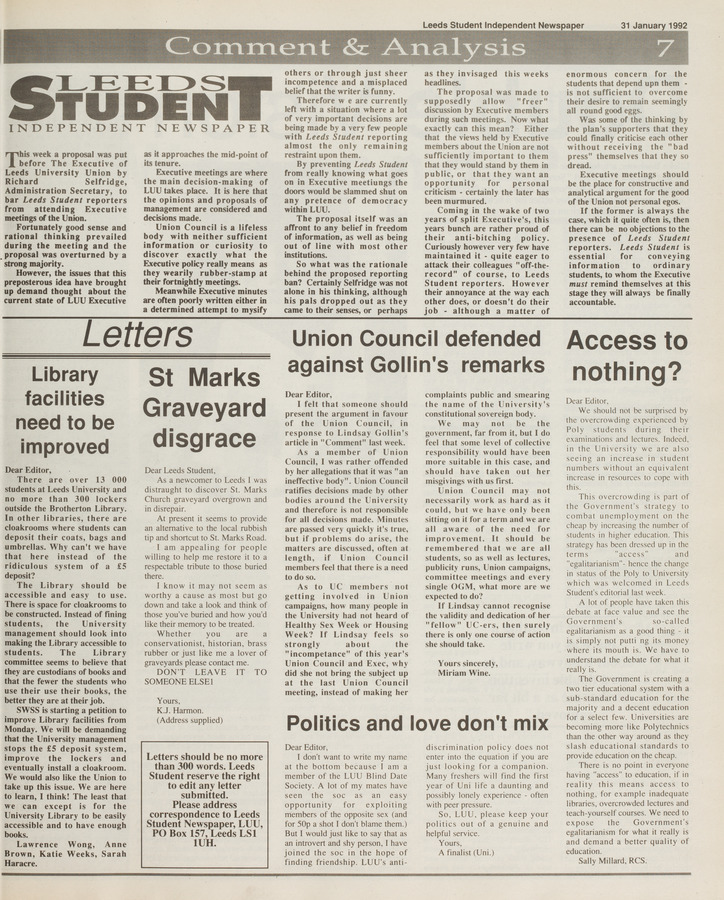 Leeds Student Independent Newspaper 31 January 1992
Comment & Analysis 7
LEEDS
STUDENT
INDEPENDENT NEWSPAPER
This week a proposal was put
before The Executive of
Leeds University Union by
Richard Selfridge,
Administration Secretary, to
bar Leeds Student reporters
from attending Executive
meetings of the Union.
Fortunately good sense and
rational thinking prevailed
during the meeting and the
proposal was overturned by a
strong majority.
However, the issues that this
preposterous idea have brought
up demand thought about the
current state of LUU Executive
as it approaches the mid-point of
its tenure.
Executive meetings are where
the main decision-making of
LUU takes place. It is here that
the opinions and proposals of
management are considered and
decisions made.
Union Council is a lifeless
body with neither sufficient
information or curiosity to
discover exactly what the
Executive policy really means as
they wearily rubber-stamp at
their fortnightly meetings.
Meanwhile Executive minutes
are often poorly written either in
a determined attempt to mysify
others or through just sheer
incompetence and a misplaced
belief that the writer is funny.
Therefore w e are currently
left with a situation where a lot
of very important decisions are
being made by a very few people
with Leeds Student reporting
almost the only remaining
restraint upon them.
By preventing Leeds Student
from really knowing what goes
on in Executive meetiungs the
doors would be slammed shut on
any pretence of democracy
within LUU.
The proposal itself was an
affront to any belief in freedom
of information, as well as being
out of line with most other
institutions.
So what was the rationale
behind the proposed reporting
ban? Certainly Selfridge was not
alone in his thinking, although
his pals dropped out as they
came to their senses, or perhaps
as they invisaged this weeks
headlines.
The proposal was made to
supposedly allow "freer"
discussion by Executive members
during such meetings. Now what
exactly can this mean? Either
that the views held by Executive
members about the Union are not
sufficiently important to them
that they would stand by them in
public, or that they want an
opportunity for personal
criticism - certainly the later has
been murmured.
Coming in the wake of two
years of split Executive's, this
years bunch are rather proud of
their anti-bitching policy.
Curiously however very few have
maintained it - quite eager to
attack their colleagues "off-the-
record" of course, to Leeds
Student reporters. However
their annoyance at the way each
other does, or doesn't do their
job - although a matter of
enormous concern for the
students that depend upn them -
is not sufficient to overcome
their desire to remain seemingly
all round good eggs.
Was some of the thinking by
the plan's supporters that they
could finally criticise each other
without receiving the "bad
press" themselves that they so
dread.
Executive meetings should
be the place for constructive and
analytical argument for the good
of the Union not personal egos.
If the former is always the
case, which it quite often is, then
there can be no objections to the
presence of Leeds Student
reporters. Leeds Student is
essential for conveying
information to ordinary
students, to whom the Executive
must remind themselves at this
stage they will always be finally
accountable.
Letters
Library
facilities
need to be
improved
Dear Editor,
There are over 13 000
students at Leeds University and
no more than 300 lockers
outside the Brotherton Library.
In other libraries, there are
cloakrooms where students can
deposit their coats, bags and
umbrellas. Why can't we have
that here instead of the
ridiculous system of a £5
deposit?
The Library should be
accessible and easy to use.
There is space for cloakrooms to
be constructed. Instead of fining
students, the University
management should look into
making the Library accessible to
students. The Library
committee seems to believe that
they are custodians of books and
that the fewer the students who
use their use their books, the
better they are at their job.
SWSS is starting a petition to
improve Library facilities from
Monday. We will be demanding
that the University management
stops the £5 deposit system,
improve the lockers and
eventually install a cloakroom.
We would also like the Union to
take up this issue. We are here
to learn, I think! The least that
we can except is for the
University Library to be easily
accessible and to have enough
books.
Lawrence Wong, Anne
Brown, Katie Weeks, Sarah
Haracre.
St Marks
Graveyard
disgrace
Dear Leeds Student,
As a newcomer to Leeds I was
distraught to discover St. Marks
Church graveyard overgrown and
in disrepair.
At present it seems to provide
an alternative to the local rubbish
tip and shortcut to St. Marks Road.
I am appealing for people
willing to help me restore it to a
respectable tribute to those buried
there.
I know it may not seem as
worthy a cause as most but go
down and take a look and think of
those you've buried and how you'd
like their memory to be treated.
Whether you are a
conservationist, historian, brass
rubber or just like me a lover of
graveyards please contact me.
DON'T LEAVE IT TO
SOMEONE ELSE1
Yours,
K.J. Harmon.
(Address supplied)
Letters should be no more
than 300 words. Leeds
Student reserve the right
to edit any letter
submitted.
Please address
correspondence to Leeds
Student Newspaper, LUU,
PO Box 157, Leeds LS1
1UH.
Union Council defended
against Gollin's remarks
Dear Editor,
I felt that someone should
present the argument in favour
of the Union Council, in
response to Lindsay Gollin's
article in "Comment" last week.
As a member of Union
Council, I was rather offended
by her allegations that it was "an
ineffective body". Union Council
ratifies decisions made by other
bodies around the University
and therefore is not responsible
for all decisions made. Minutes
are passed very quickly it's true,
but if problems do arise, the
matters are discussed, often at
length, if Union Council
members feel that there is a need
to do so.
As to UC members not
getting involved in Union
campaigns, how many people in
the University had not heard of
Healthy Sex Week or Housing
Week? If Lindsay feels so
strongly about the
"incompetance" of this year's
Union Council and Exec, why
did she not bring the subject up
at the last Union Council
meeting, instead of making her
complaints public and smearing
the name of the University's
constitutional sovereign body.
We may not be the
government, far from it, but I do
feel that some level of collective
responsibility would have been
more suitable in this case, and
should have taken out her
misgivings with us first.
Union Council may not
necessarily work as hard as it
could, but we have only been
sitting on it for a term and we are
all aware of the need for
improvement. It should be
remembered that we are all
students, so as well as lectures,
publicity runs, Union campaigns,
committee meetings and every
single OGM, what more are we
expected to do?
If Lindsay cannot recognise
the validity and dedication of her
"fellow" UC-ers, then surely
there is only one course of action
she should take.
Yours sincerely,
Miriam Wine.
Politics and love don't mix
Dear Editor,
I don't want to write my name
at the bottom because I am a
member of the LUU Blind Date
Society. A lot of my mates have
seen the soc as an easy
opportunity for exploiting
members of the opposite sex (and
for 50p a shot I don't blame them.)
But I would just like to say that as
an introvert and shy person, I have
joined the soc in the hope of
finding friendship. LUU's anti-
discrimination policy does not
enter into the equation if you are
just looking for a companion.
Many freshers will find the first
year of Uni life a daunting and
possibly lonely experience - often
with peer pressure.
So, LUU, please keep your
politics out of a genuine and
helpful service.
Yours,
A finalist (Uni.)
Access to
nothing?
Dear Editor,
We should not be surprised by
the overcrowding experienced by
Poly students during their
examinations and lectures. Indeed,
in the University we are also
seeing an increase in student
numbers without an equivalent
increase in resources to cope with
this.
This overcrowding is part of
the Government's strategy to
combat unemployment on the
cheap by increasing the number of
students in higher education. This
strategy has been dressed up in the
terms "access" and
"egalitarianism"- hence the change
in status of the Poly to University
which was welcomed in Leeds
Student's editorial last week.
A lot of people have taken this
debate at face value and see the
Government's so-called
egalitarianism as a good thing - it
is simply not putti ng its money
where its mouth is. We have to
understand the debate for what it
really is.
The Government is creating a
two tier educational system with a
sub-standard education for the
majority and a decent education
for a select few. Universities are
becoming more like Polytechnics
than the other way around as they
slash educational standards to
provide education on the cheap.
There is no point in everyone
having "access" to education, if in
reality this means access to
nothing, for example inadequate
libraries, overcrowded lectures and
teach-yourself courses. We need to
expose the Government's
egalitarianism for what it really is
and demand a better quality of
education.
Sally Millard, RCS.